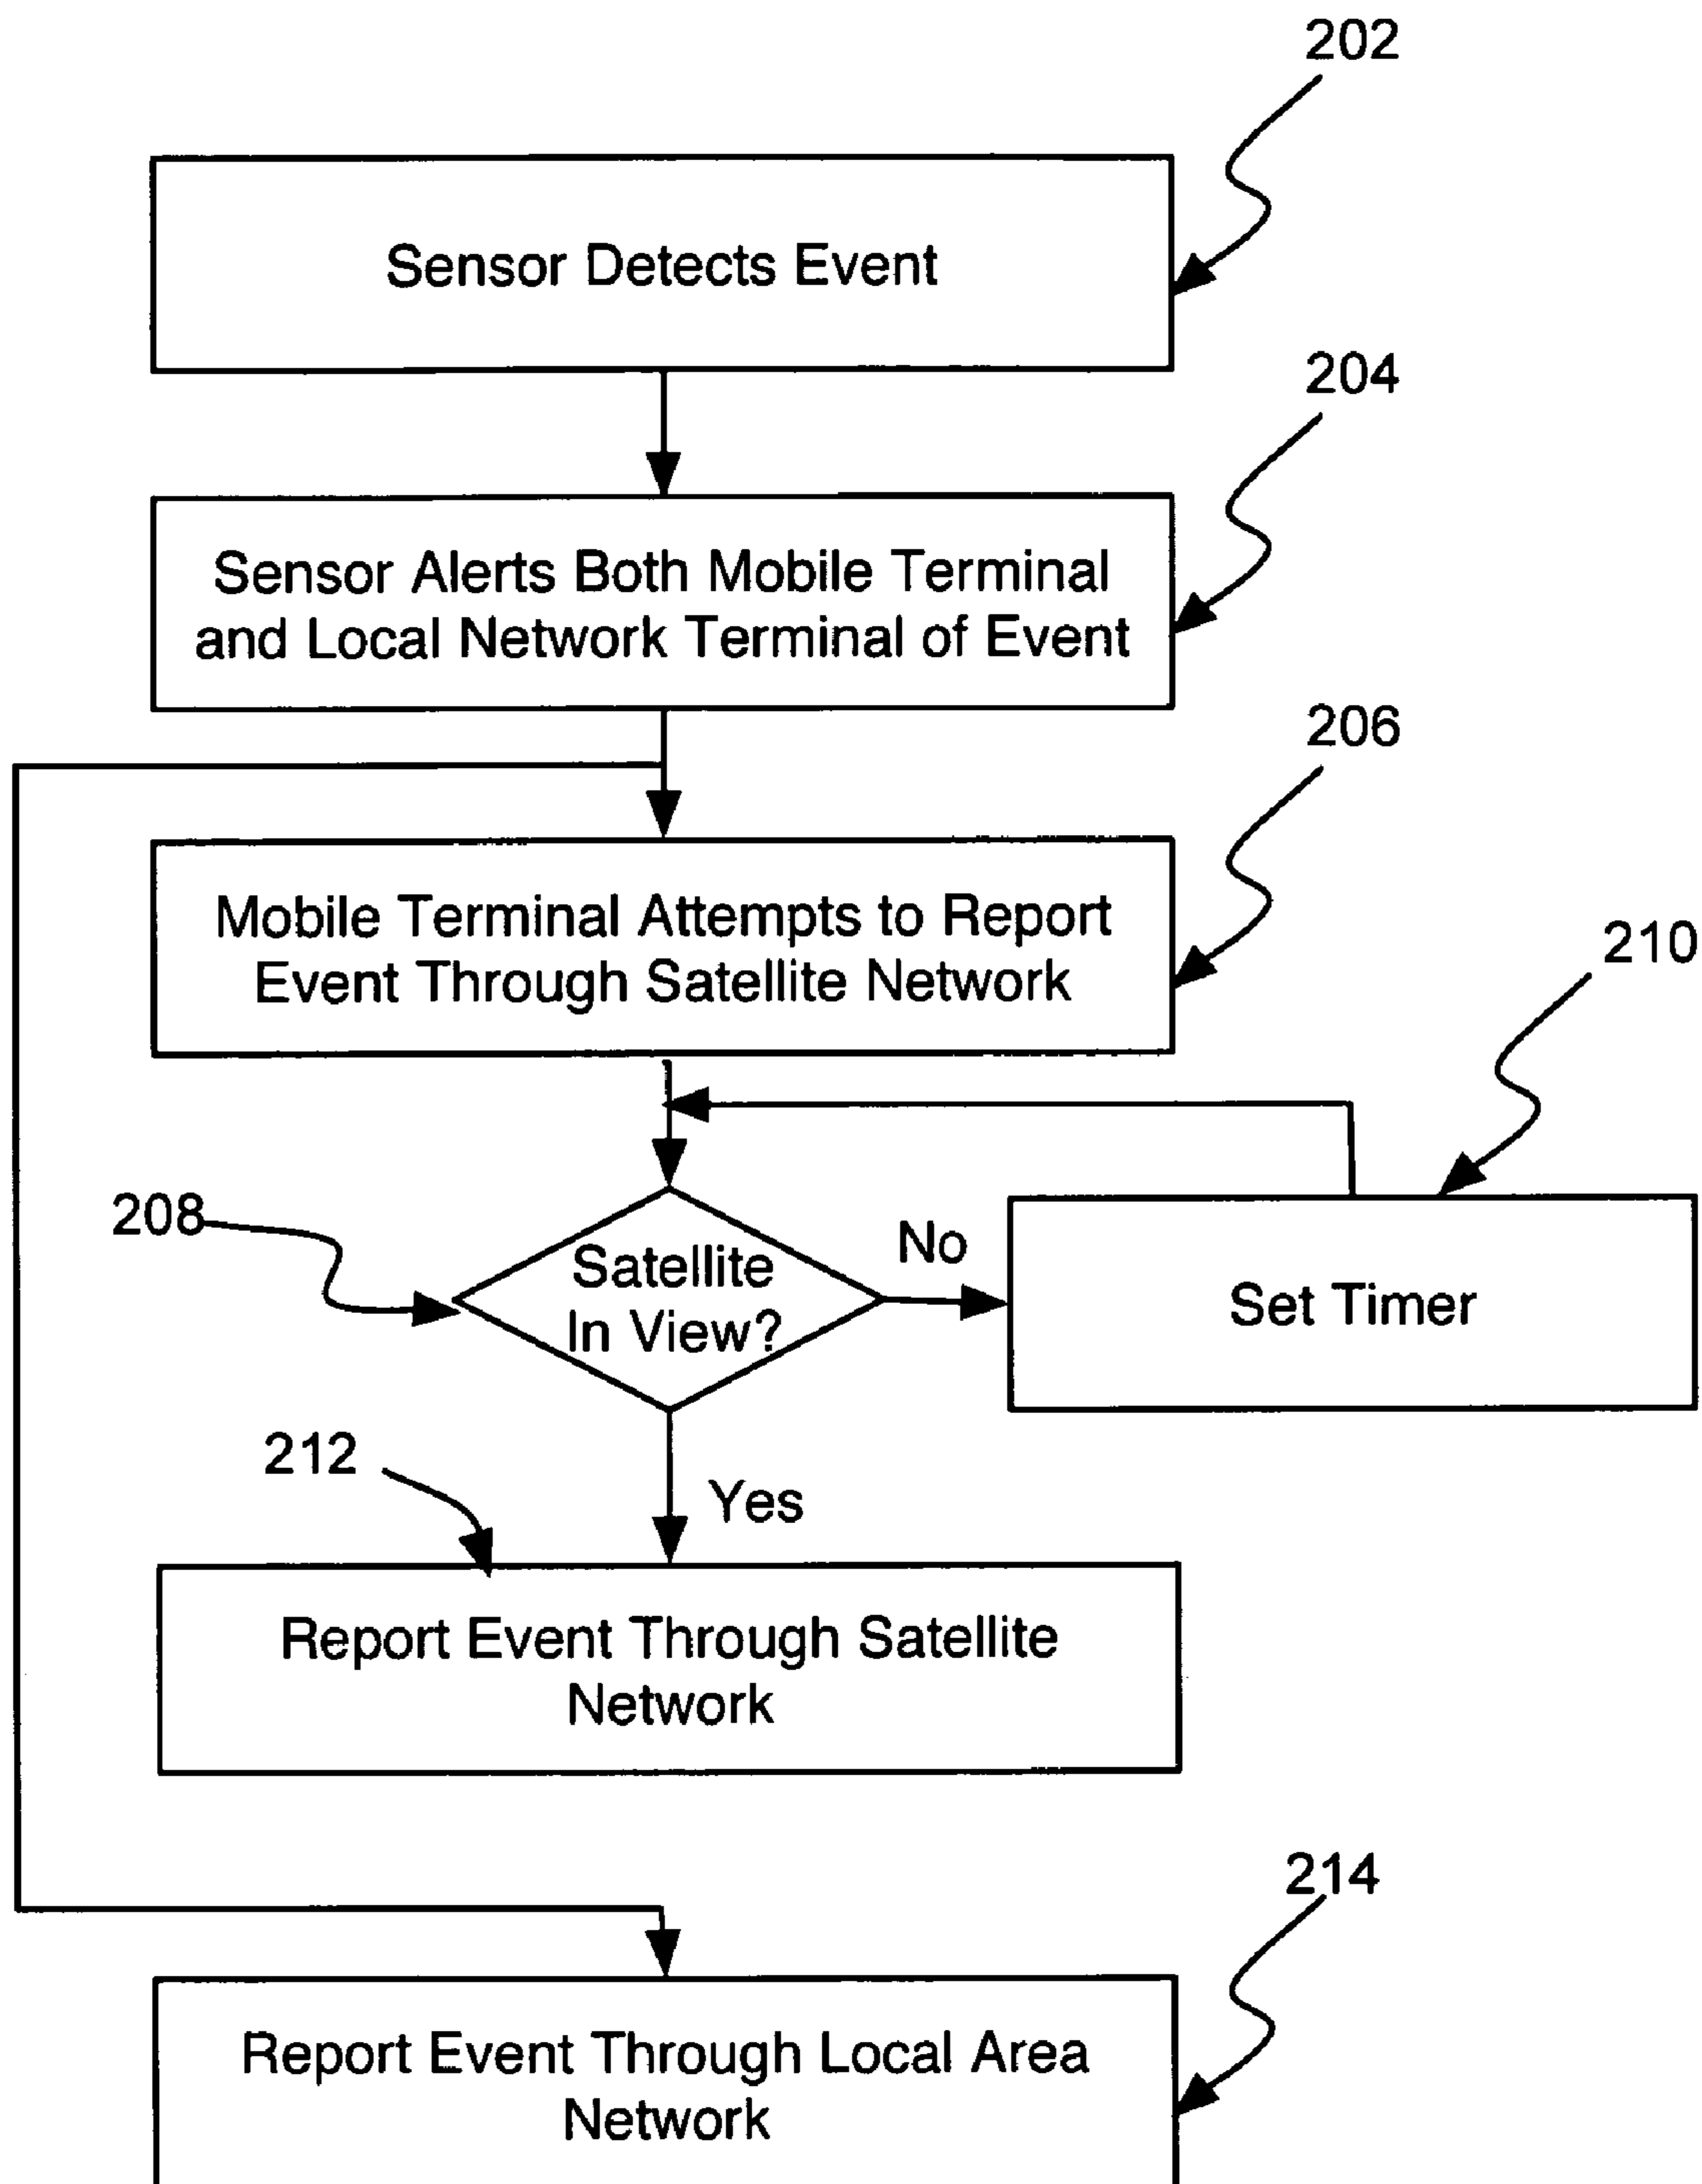 202
Sensor Detects Event
204
Sensor Alerts Both Mobile Terminal
and Local Network Terminal of Event
206
Mobile Terminal Attempts to Report
Event Through Satellite Network
210
208
Satellite
In View?
No
Set Timer
212
Yes
Report Event Through Satellite
Network
214
Report Event Through Local Area
Network